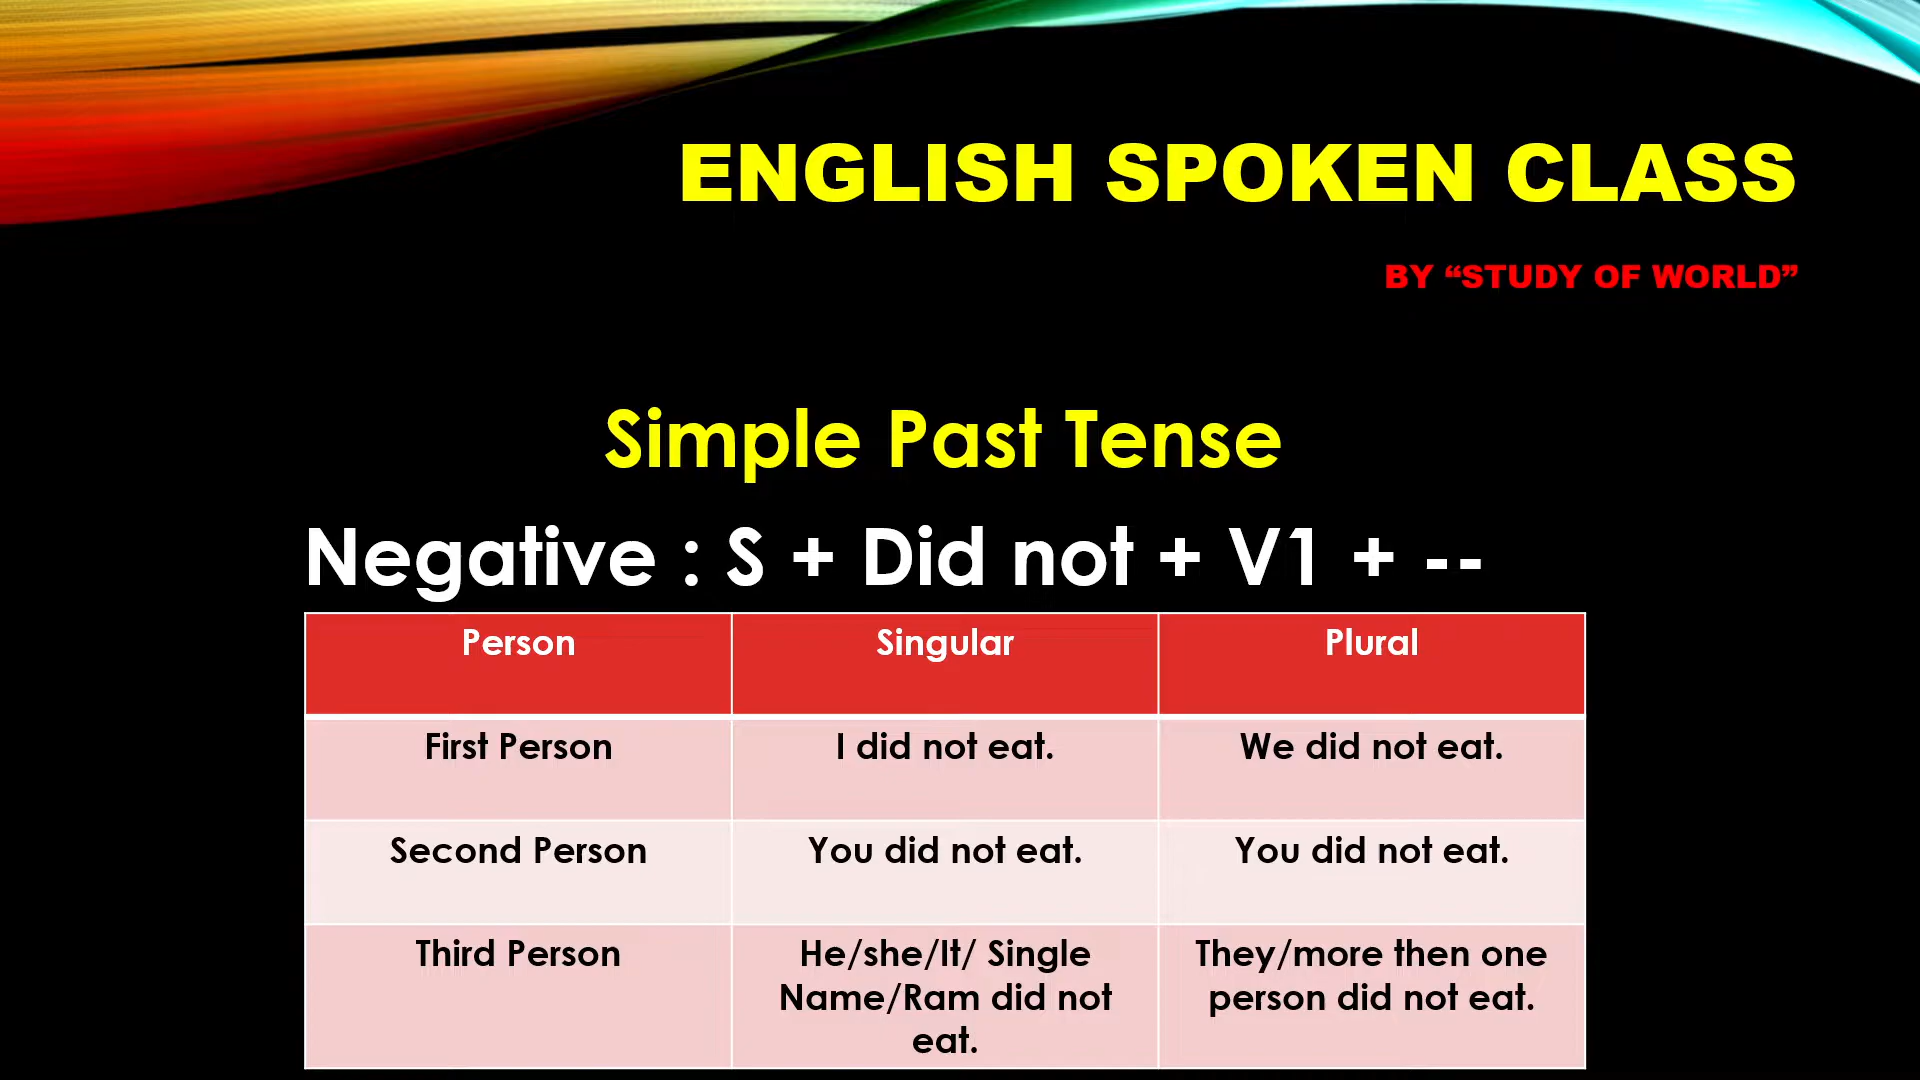 ENGLISH SPOKEN CLASS
BY “STUDY OF WORLD”
Simple Past Tense
Negative : S + Did not + V1 + --
Person Singular Plural
First Person I did not eat. We did not eat.
Second Person You did not eat. You did not eat.
Third Person He/she/It/ Single They/more then one
Name/Ram did not person did not eat.
eat.